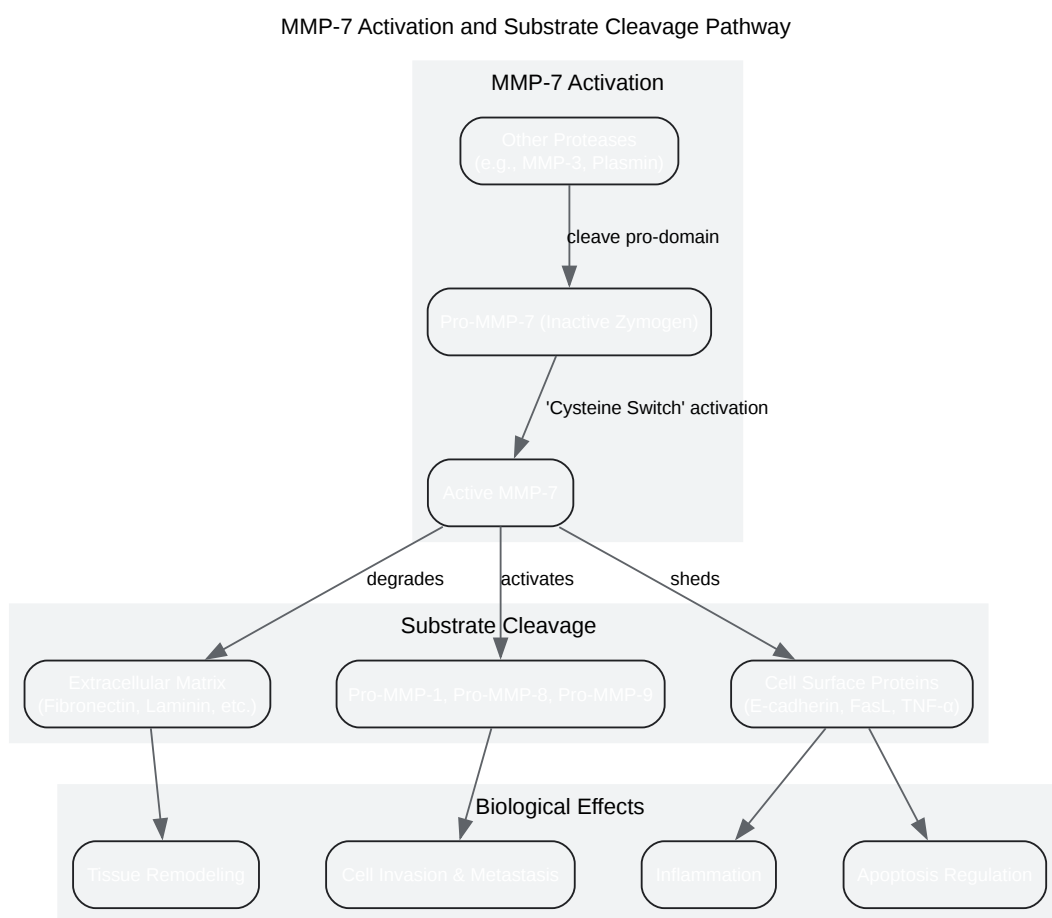 MMP-7 Activation and Substrate Cleavage Pathway
MMP-7 Activation
Other Proteases
(e.g., MMP-3, Plasmin)
cleave pro-domain
Pro-MMP-7 (Inactive Zymogen)
'Cysteine Switch' activation
Active MMP-7
degrades
activates
sheds
Substrate Cleavage
Extracellular Matrix
(Fibronectin, Laminin, etc.)
Pro-MMP-1, Pro-MMP-8, Pro-MMP-9
Cell Surface Proteins
(E-cadherin, FasL, TNF-α)
Biological Effects
Tissue Remodeling
Cell Invasion & Metastasis
Inflammation
Apoptosis Regulation